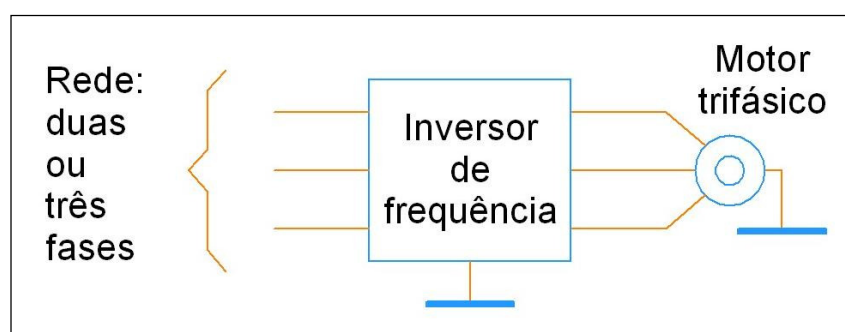 Rede:
duas
ou
três
fases
Inversor
de
frequência
Motor
trifásico